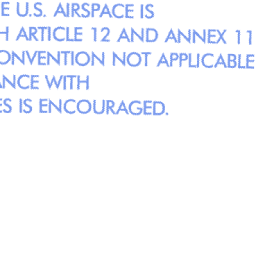 E U.S. AIRSPACE IS
H ARTICLE 12 AND ANNEX 11
ONVENTION NOT APPLICABLE
ANCE WITH
ES IS ENCOURAGED.